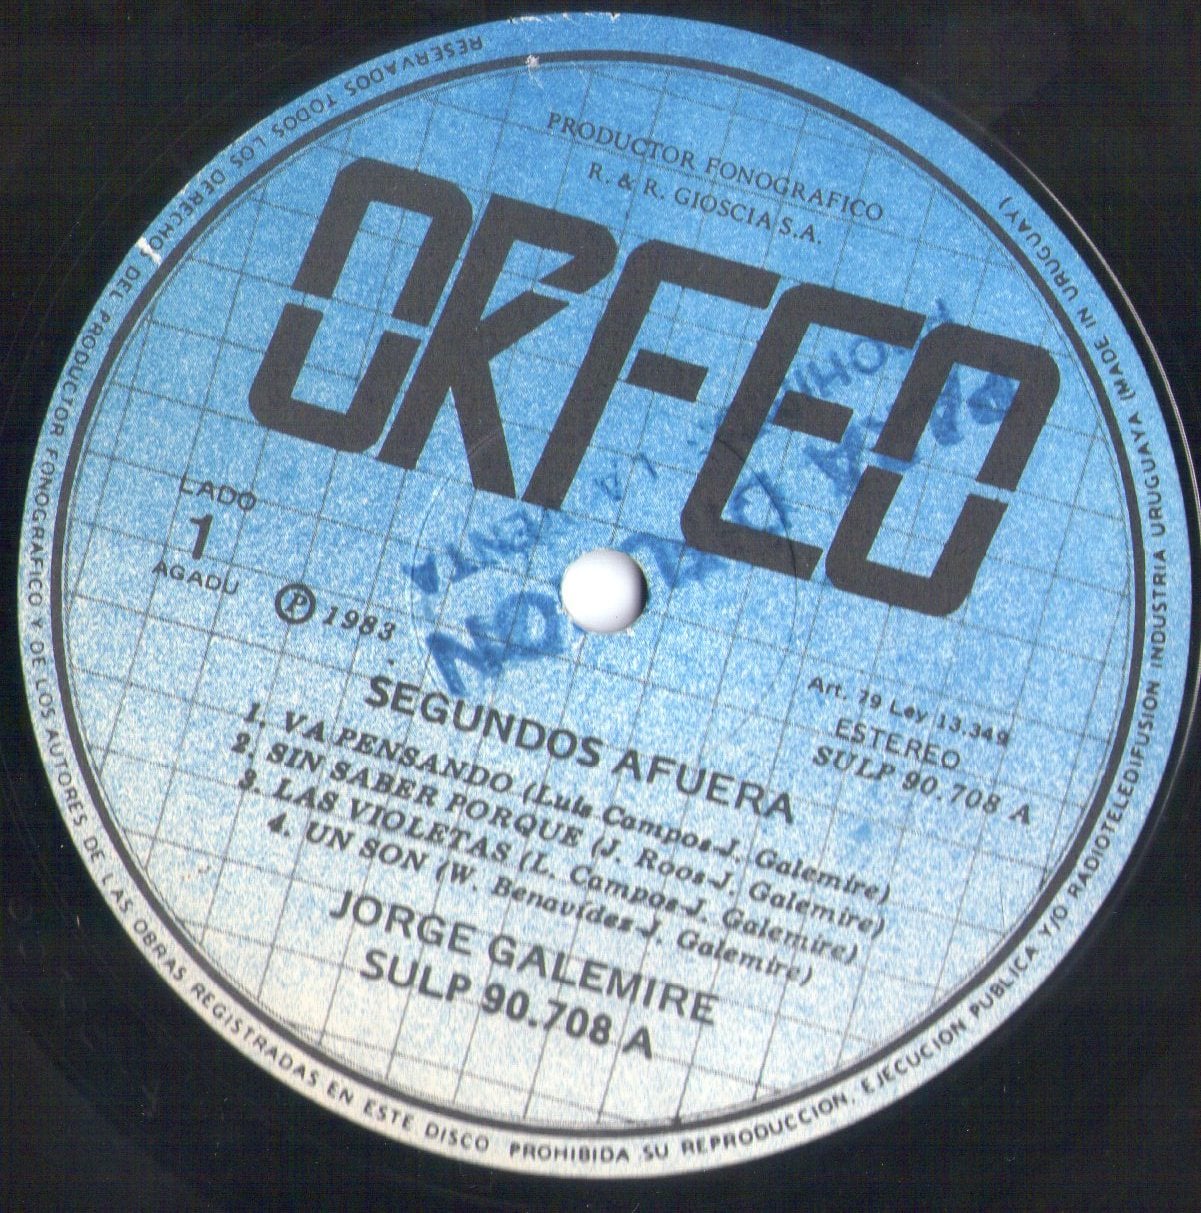 RESERVADOS TODOS LOS DERECHOS DEL PRODUCTOR FONOGRAFICO Y DE LOS AUTORES DE LAS OBRAS REGISTRADAS EN ESTE DISCO PROHIBIDA SU REPRODUCCION, EJECUCION PUBLICA Y/O RADIOTELEDIFUSION INDUSTRIA URUGUAYA (MADE IN URUGUAY)
PRODUCTOR FONOGRAFICO
R. & R. GIOSCIA S.A.
ORFEO
LADO
1
AGADU
Ⓟ 1983
Art. 79 Ley 13.349
ESTEREO
SULP 90.708 A
SEGUNDOS AFUERA
1. VA PENSANDO (Luis Campos-J. Galemire)
2. SIN SABER PORQUE (J. Roos-J. Galemire)
3. LAS VIOLETAS (L. Campos-J. Galemire)
4. UN SON (W. Benavides-J. Galemire)
JORGE GALEMIRE
SULP 90.708 A
LA VENTA